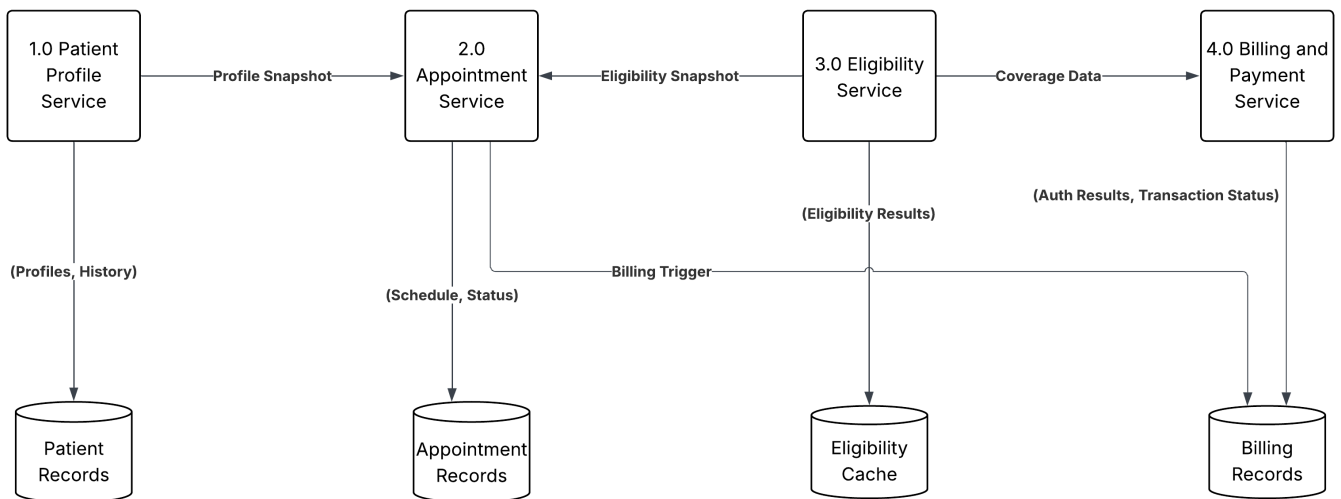 1.0 Patient
Profile
Service
Profile Snapshot
2.0
Appointment
Service
Eligibility Snapshot
3.0 Eligibility
Service
Coverage Data
4.0 Billing and
Payment
Service
(Auth Results, Transaction Status)
(Eligibility Results)
(Profiles, History)
Billing Trigger
(Schedule, Status)
Patient
Records
Appointment
Records
Eligibility
Cache
Billing
Records